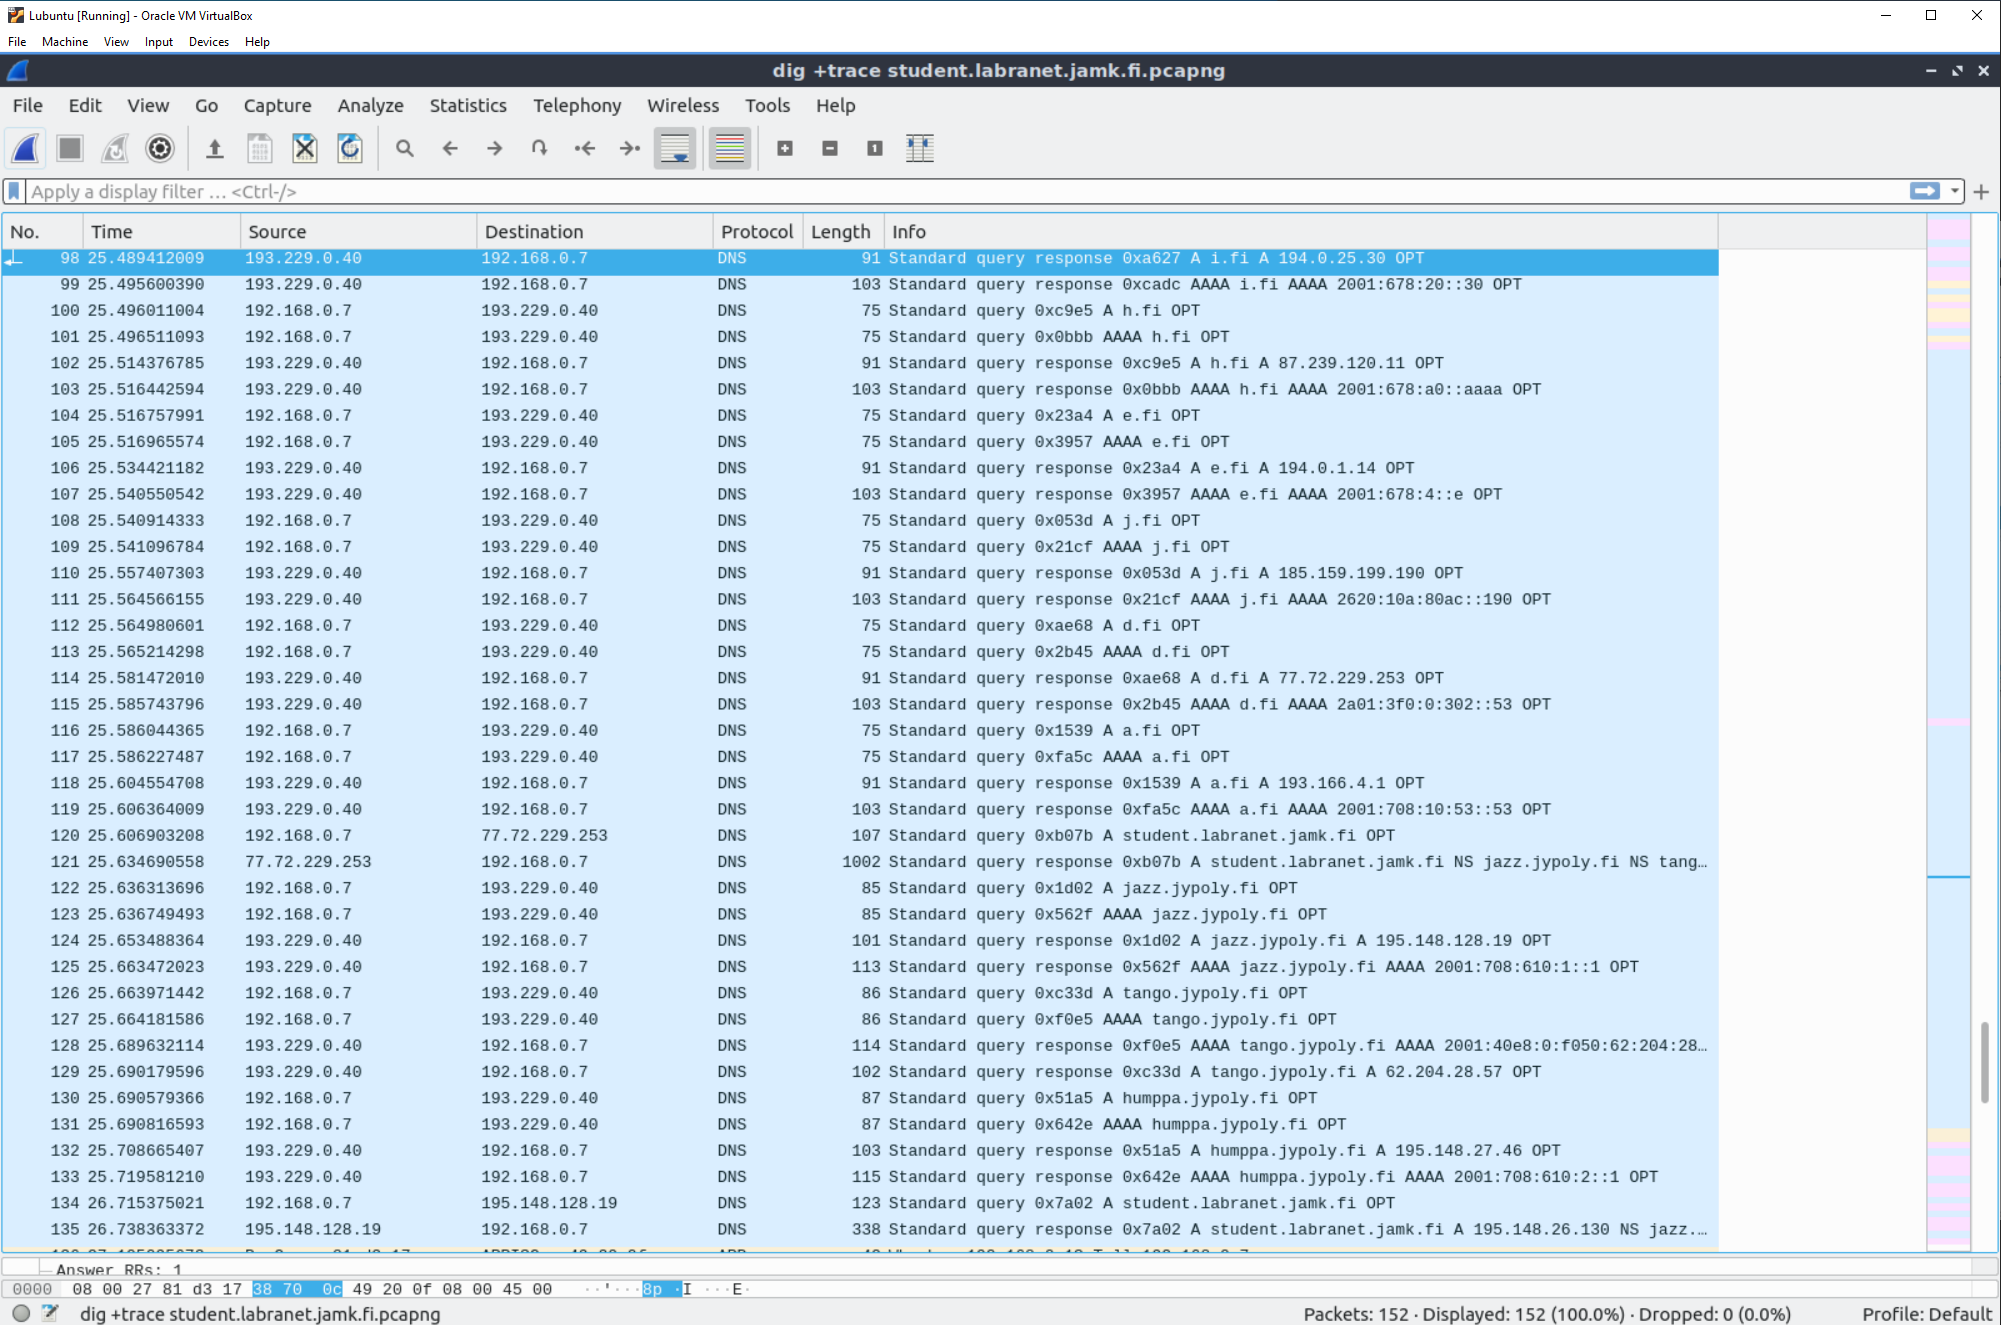 Lubuntu [Running] - Oracle VM VirtualBox
File Machine View Input Devices Help
dig +trace student.labranet.jamk.fi.pcapng
File Edit View Go Capture Analyze Statistics Telephony Wireless Tools Help
Apply a display filter … <Ctrl-/>
No. Time Source Destination Protocol Length Info
98 25.489412009 193.229.0.40 192.168.0.7 DNS 91 Standard query response 0xa627 A i.fi A 194.0.25.30 OPT
99 25.495600390 193.229.0.40 192.168.0.7 DNS 103 Standard query response 0xcadc AAAA i.fi AAAA 2001:678:20::30 OPT
100 25.496011004 192.168.0.7 193.229.0.40 DNS 75 Standard query 0xc9e5 A h.fi OPT
101 25.496511093 192.168.0.7 193.229.0.40 DNS 75 Standard query 0x0bbb AAAA h.fi OPT
102 25.514376785 193.229.0.40 192.168.0.7 DNS 91 Standard query response 0xc9e5 A h.fi A 87.239.120.11 OPT
103 25.516442594 193.229.0.40 192.168.0.7 DNS 103 Standard query response 0x0bbb AAAA h.fi AAAA 2001:678:a0::aaaa OPT
104 25.516757991 192.168.0.7 193.229.0.40 DNS 75 Standard query 0x23a4 A e.fi OPT
105 25.516965574 192.168.0.7 193.229.0.40 DNS 75 Standard query 0x3957 AAAA e.fi OPT
106 25.534421182 193.229.0.40 192.168.0.7 DNS 91 Standard query response 0x23a4 A e.fi A 194.0.1.14 OPT
107 25.540550542 193.229.0.40 192.168.0.7 DNS 103 Standard query response 0x3957 AAAA e.fi AAAA 2001:678:4::e OPT
108 25.540914333 192.168.0.7 193.229.0.40 DNS 75 Standard query 0x053d A j.fi OPT
109 25.541096784 192.168.0.7 193.229.0.40 DNS 75 Standard query 0x21cf AAAA j.fi OPT
110 25.557407303 193.229.0.40 192.168.0.7 DNS 91 Standard query response 0x053d A j.fi A 185.159.199.190 OPT
111 25.564566155 193.229.0.40 192.168.0.7 DNS 103 Standard query response 0x21cf AAAA j.fi AAAA 2620:10a:80ac::190 OPT
112 25.564980601 192.168.0.7 193.229.0.40 DNS 75 Standard query 0xae68 A d.fi OPT
113 25.565214298 192.168.0.7 193.229.0.40 DNS 75 Standard query 0x2b45 AAAA d.fi OPT
114 25.581472010 193.229.0.40 192.168.0.7 DNS 91 Standard query response 0xae68 A d.fi A 77.72.229.253 OPT
115 25.585743796 193.229.0.40 192.168.0.7 DNS 103 Standard query response 0x2b45 AAAA d.fi AAAA 2a01:3f0:0:302::53 OPT
116 25.586044365 192.168.0.7 193.229.0.40 DNS 75 Standard query 0x1539 A a.fi OPT
117 25.586227487 192.168.0.7 193.229.0.40 DNS 75 Standard query 0xfa5c AAAA a.fi OPT
118 25.604554708 193.229.0.40 192.168.0.7 DNS 91 Standard query response 0x1539 A a.fi A 193.166.4.1 OPT
119 25.606364009 193.229.0.40 192.168.0.7 DNS 103 Standard query response 0xfa5c AAAA a.fi AAAA 2001:708:10:53::53 OPT
120 25.606903208 192.168.0.7 77.72.229.253 DNS 107 Standard query 0xb07b A student.labranet.jamk.fi OPT
121 25.634690558 77.72.229.253 192.168.0.7 DNS 1002 Standard query response 0xb07b A student.labranet.jamk.fi NS jazz.jypoly.fi NS tang…
122 25.636313696 192.168.0.7 193.229.0.40 DNS 85 Standard query 0x1d02 A jazz.jypoly.fi OPT
123 25.636749493 192.168.0.7 193.229.0.40 DNS 85 Standard query 0x562f AAAA jazz.jypoly.fi OPT
124 25.653488364 193.229.0.40 192.168.0.7 DNS 101 Standard query response 0x1d02 A jazz.jypoly.fi A 195.148.128.19 OPT
125 25.663472023 193.229.0.40 192.168.0.7 DNS 113 Standard query response 0x562f AAAA jazz.jypoly.fi AAAA 2001:708:610:1::1 OPT
126 25.663971442 192.168.0.7 193.229.0.40 DNS 86 Standard query 0xc33d A tango.jypoly.fi OPT
127 25.664181586 192.168.0.7 193.229.0.40 DNS 86 Standard query 0xf0e5 AAAA tango.jypoly.fi OPT
128 25.689632114 193.229.0.40 192.168.0.7 DNS 114 Standard query response 0xf0e5 AAAA tango.jypoly.fi AAAA 2001:40e8:0:f050:62:204:28…
129 25.690179596 193.229.0.40 192.168.0.7 DNS 102 Standard query response 0xc33d A tango.jypoly.fi A 62.204.28.57 OPT
130 25.690579366 192.168.0.7 193.229.0.40 DNS 87 Standard query 0x51a5 A humppa.jypoly.fi OPT
131 25.690816593 192.168.0.7 193.229.0.40 DNS 87 Standard query 0x642e AAAA humppa.jypoly.fi OPT
132 25.708665407 193.229.0.40 192.168.0.7 DNS 103 Standard query response 0x51a5 A humppa.jypoly.fi A 195.148.27.46 OPT
133 25.719581210 193.229.0.40 192.168.0.7 DNS 115 Standard query response 0x642e AAAA humppa.jypoly.fi AAAA 2001:708:610:2::1 OPT
134 26.715375021 192.168.0.7 195.148.128.19 DNS 123 Standard query 0x7a02 A student.labranet.jamk.fi OPT
135 26.738363372 195.148.128.19 192.168.0.7 DNS 338 Standard query response 0x7a02 A student.labranet.jamk.fi A 195.148.26.130 NS jazz.…
Answer RRs: 1
0000 08 00 27 81 d3 17 38 70 0c 49 20 0f 08 00 45 00 ··'···8p ·I ···E·
dig +trace student.labranet.jamk.fi.pcapng
Packets: 152 · Displayed: 152 (100.0%) · Dropped: 0 (0.0%)
Profile: Default